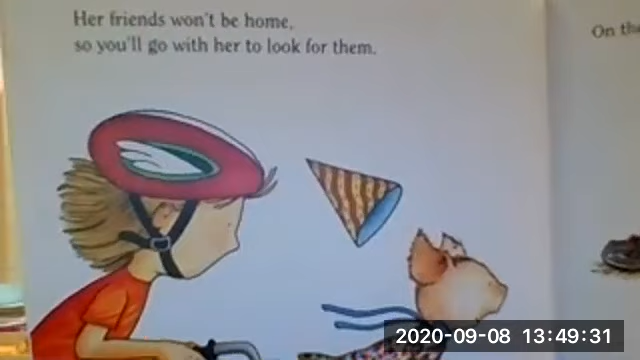 Her friends won't be home,
so you'll go with her to look for them.
On
2020-09-08 13:49:31